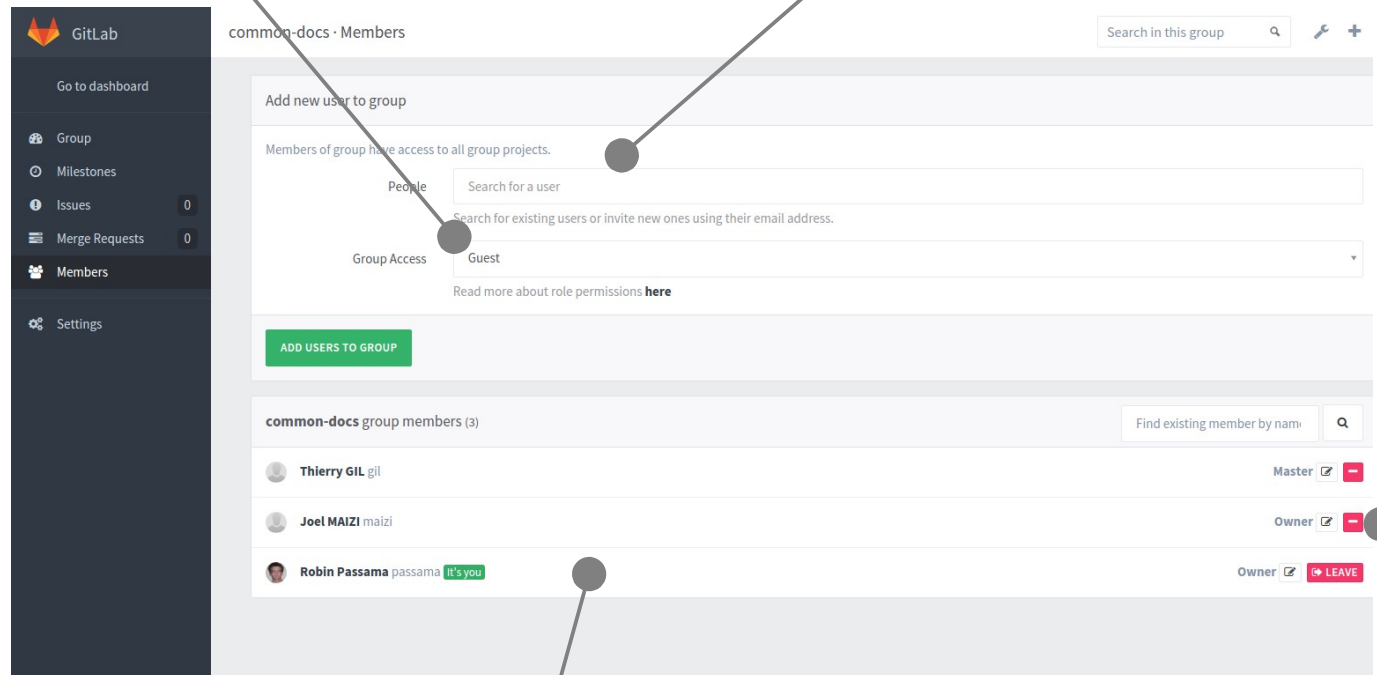 GitLab
common-docs · Members
Search in this group
Go to dashboard
Group
Milestones
Issues 0
Merge Requests 0
Members
Settings
Add new user to group
Members of group have access to all group projects.
People
Search for a user
Search for existing users or invite new ones using their email address.
Group Access
Guest
Read more about role permissions here
ADD USERS TO GROUP
common-docs group members (3)
Find existing member by nam
Thierry GIL gil
Master
Joel MAIZI maizi
Owner
Robin Passama passama It's you
Owner LEAVE